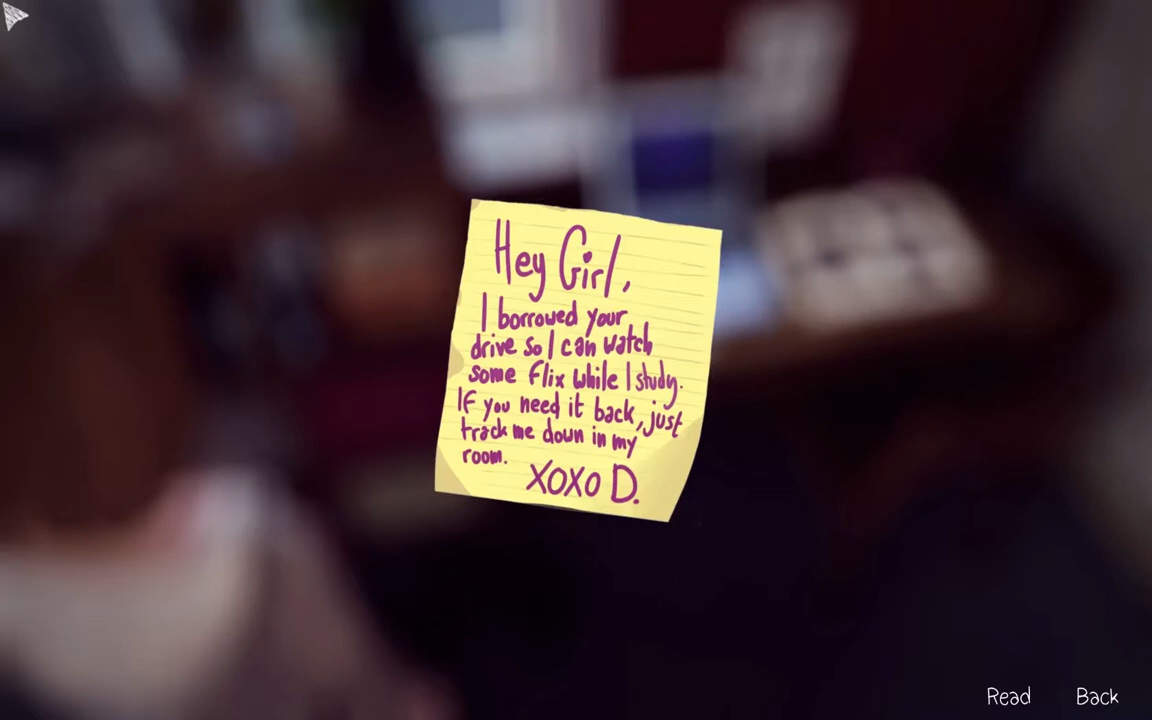 Hey Girl,
I borrowed your
drive so I can watch
some flix while I study.
If you need it back, just
track me down in my
room.
XOXO D.
Read
Back